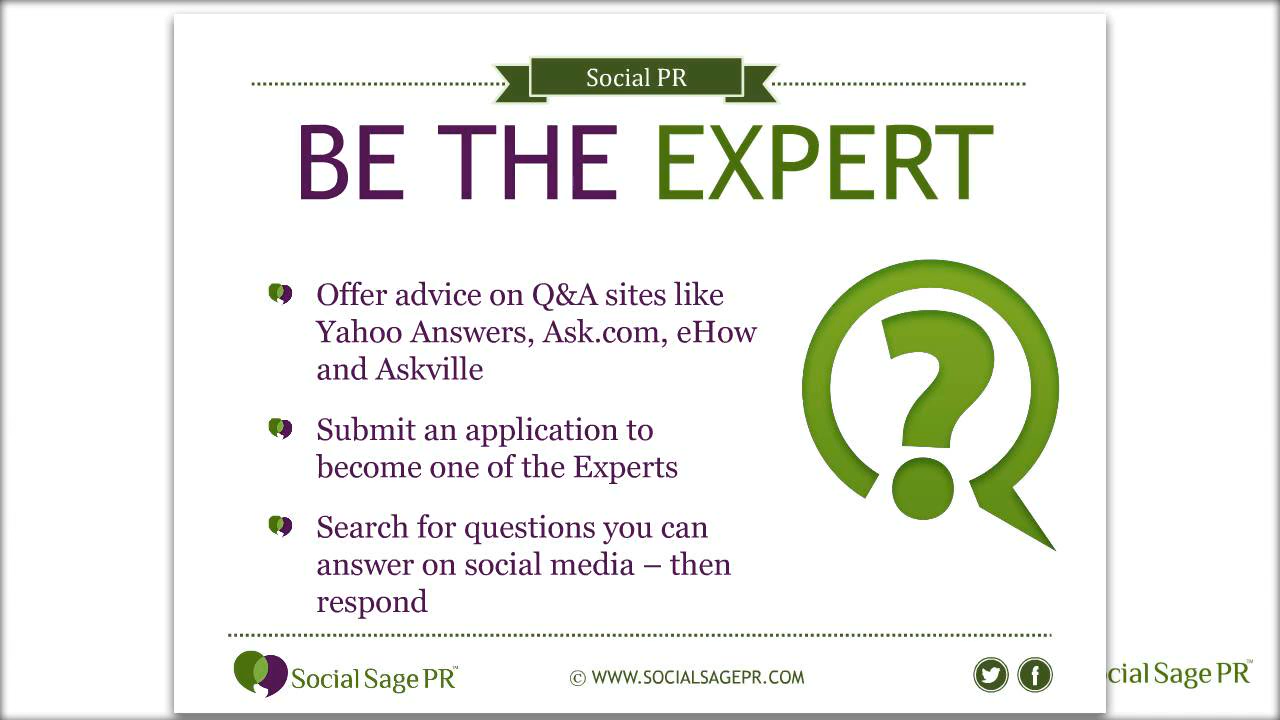 Social PR
BE THE EXPERT
Offer advice on Q&A sites like
Yahoo Answers, Ask.com, eHow
and Askville
Submit an application to
become one of the Experts
Search for questions you can
answer on social media – then
respond
Social Sage PR™
© WWW.SOCIALSAGEPR.COM
cial Sage PR™